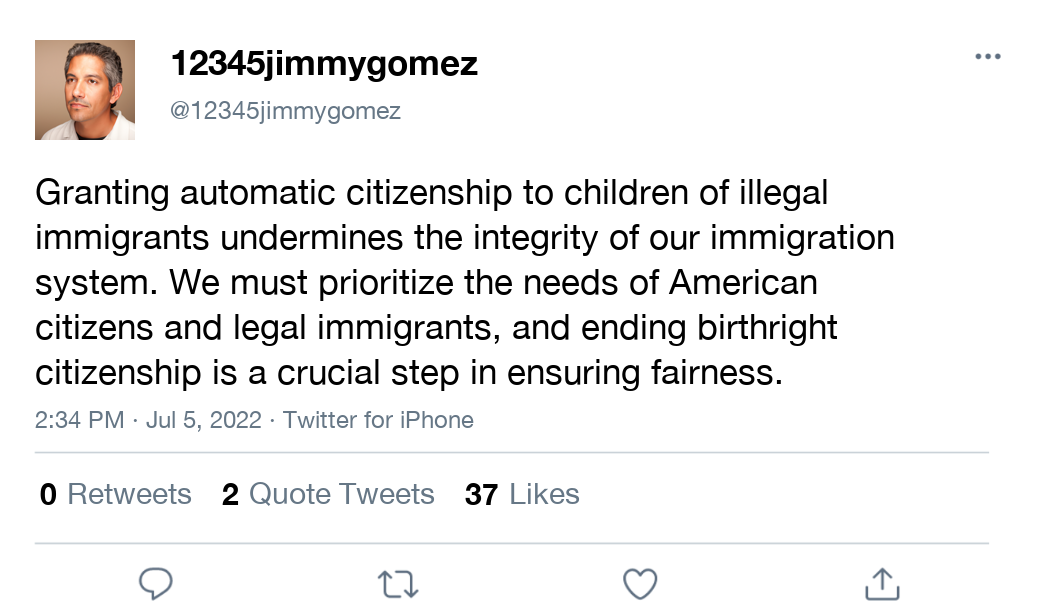 12345jimmygomez
@12345jimmygomez
Granting automatic citizenship to children of illegal
immigrants undermines the integrity of our immigration
system. We must prioritize the needs of American
citizens and legal immigrants, and ending birthright
citizenship is a crucial step in ensuring fairness.
2:34 PM · Jul 5, 2022 · Twitter for iPhone
0 Retweets 2 Quote Tweets 37 Likes